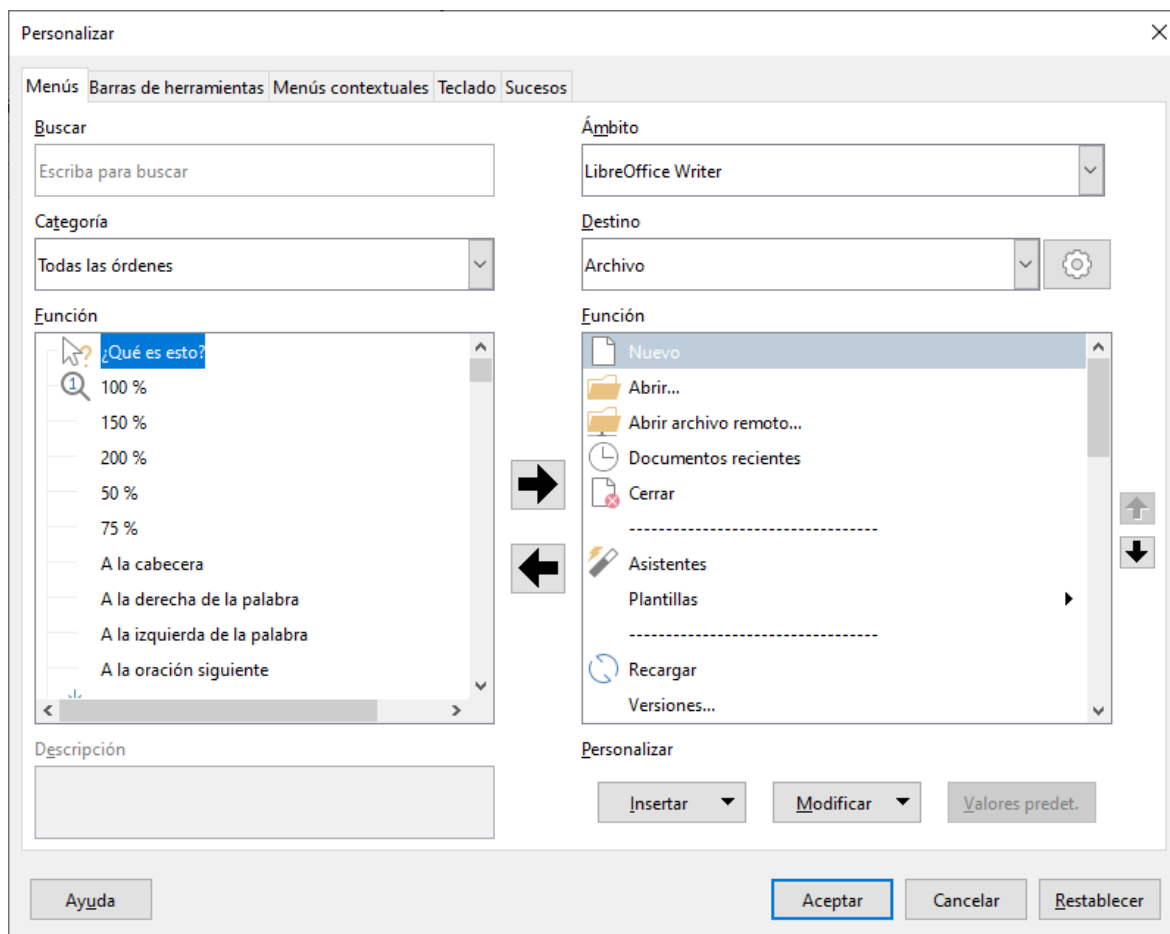 Personalizar
Menús Barras de herramientas Menús contextuales Teclado Sucesos
Buscar
Escriba para buscar
Categoría
Todas las órdenes
Función
¿Qué es esto?
100 %
150 %
200 %
50 %
75 %
A la cabecera
A la derecha de la palabra
A la izquierda de la palabra
A la oración siguiente
Descripción
Ámbito
LibreOffice Writer
Destino
Archivo
Función
Nuevo
Abrir...
Abrir archivo remoto...
Documentos recientes
Cerrar
----------------------------------
Asistentes
Plantillas
----------------------------------
Recargar
Versiones...
Personalizar
Insertar
Modificar
Valores predet.
Ayuda
Aceptar
Cancelar
Restablecer